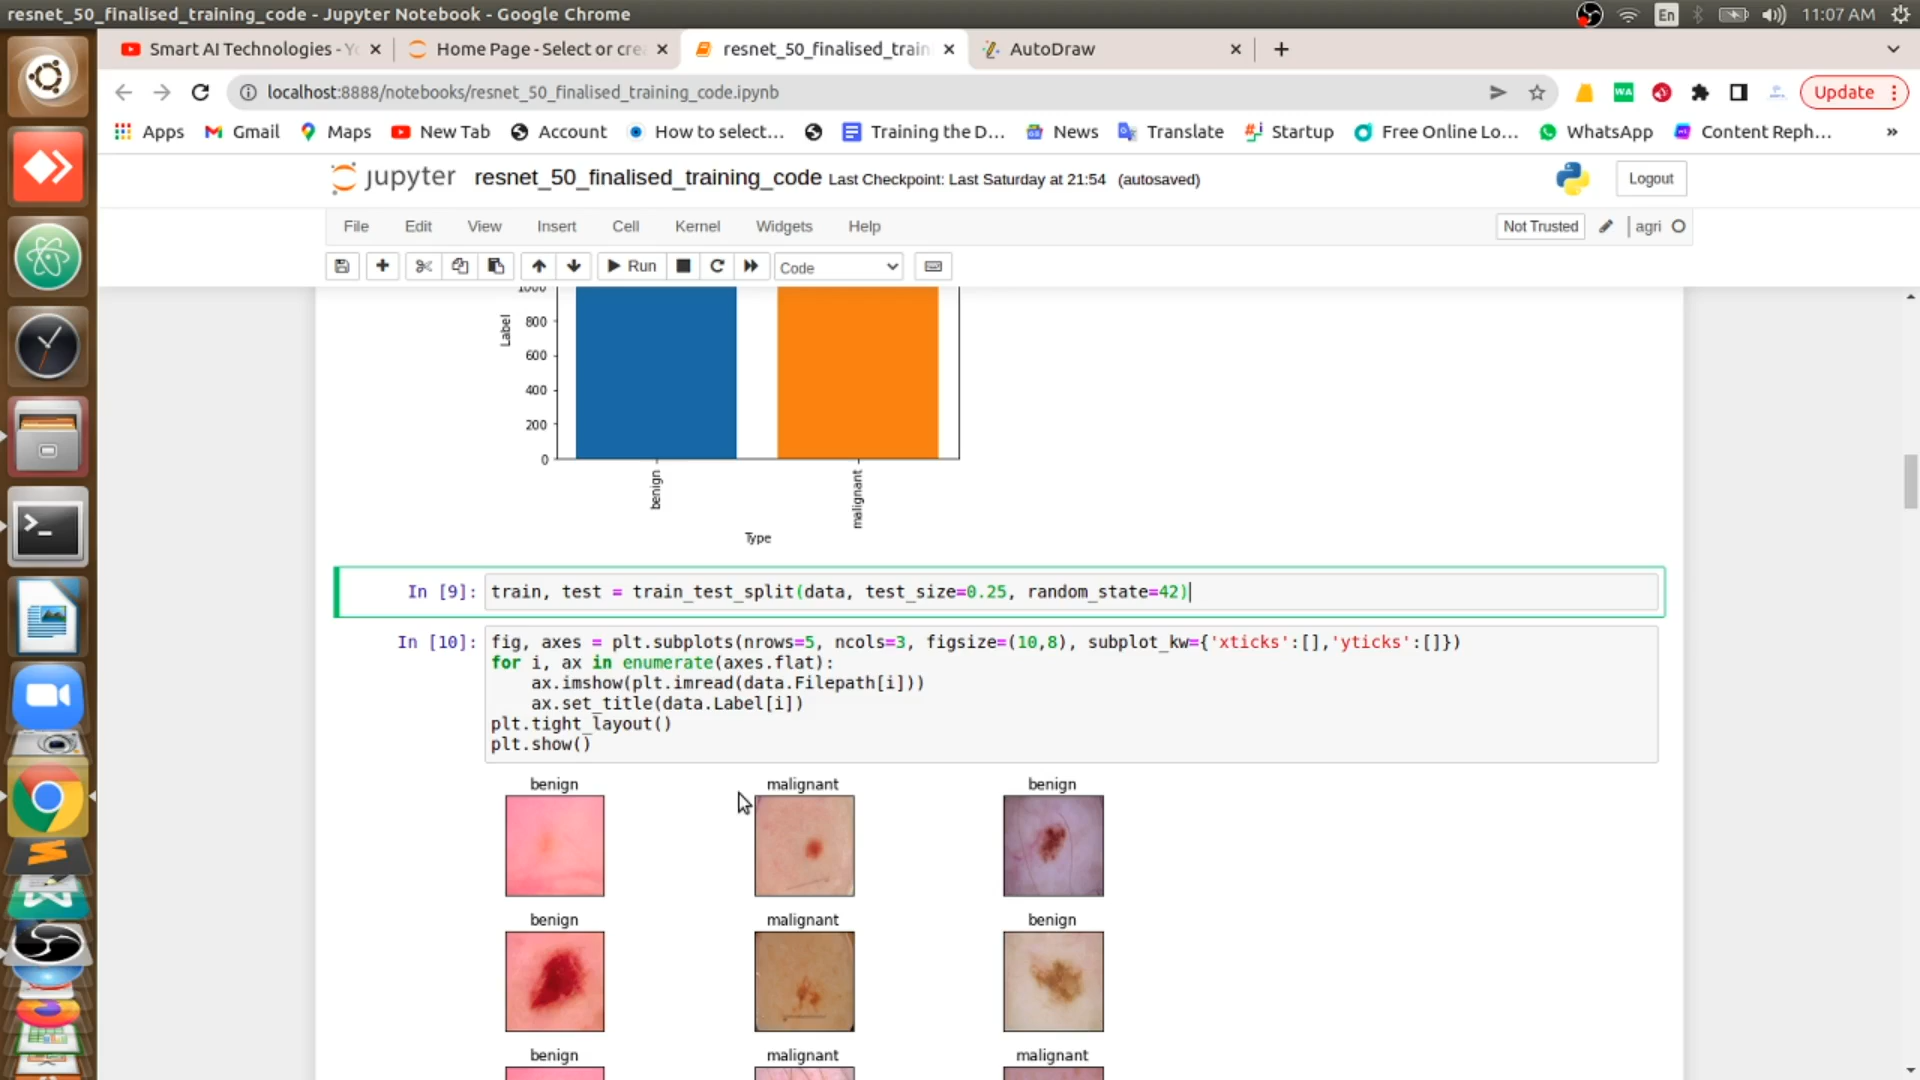 resnet_50_finalised_training_code - Jupyter Notebook - Google Chrome
En
11:07 AM
Smart AI Technologies - Yo
Home Page - Select or crea
resnet_50_finalised_train
AutoDraw
localhost:8888/notebooks/resnet_50_finalised_training_code.ipynb
WA
Update
Apps
Gmail
Maps
New Tab
Account
How to select...
Training the D...
News
Translate
Startup
Free Online Lo...
WhatsApp
Content Reph...
»
jupyter
resnet_50_finalised_training_code Last Checkpoint: Last Saturday at 21:54 (autosaved)
Logout
File Edit View Insert Cell Kernel Widgets Help
Not Trusted
agri
Run
Code
1000
800
600
400
200
0
Label
benign
malignant
Type
In [9]: train, test = train_test_split(data, test_size=0.25, random_state=42)
In [10]: fig, axes = plt.subplots(nrows=5, ncols=3, figsize=(10,8), subplot_kw={'xticks':[],'yticks':[]})
for i, ax in enumerate(axes.flat):
    ax.imshow(plt.imread(data.Filepath[i]))
    ax.set_title(data.Label[i])
plt.tight_layout()
plt.show()
benign malignant benign
benign malignant benign
benign malignant malignant